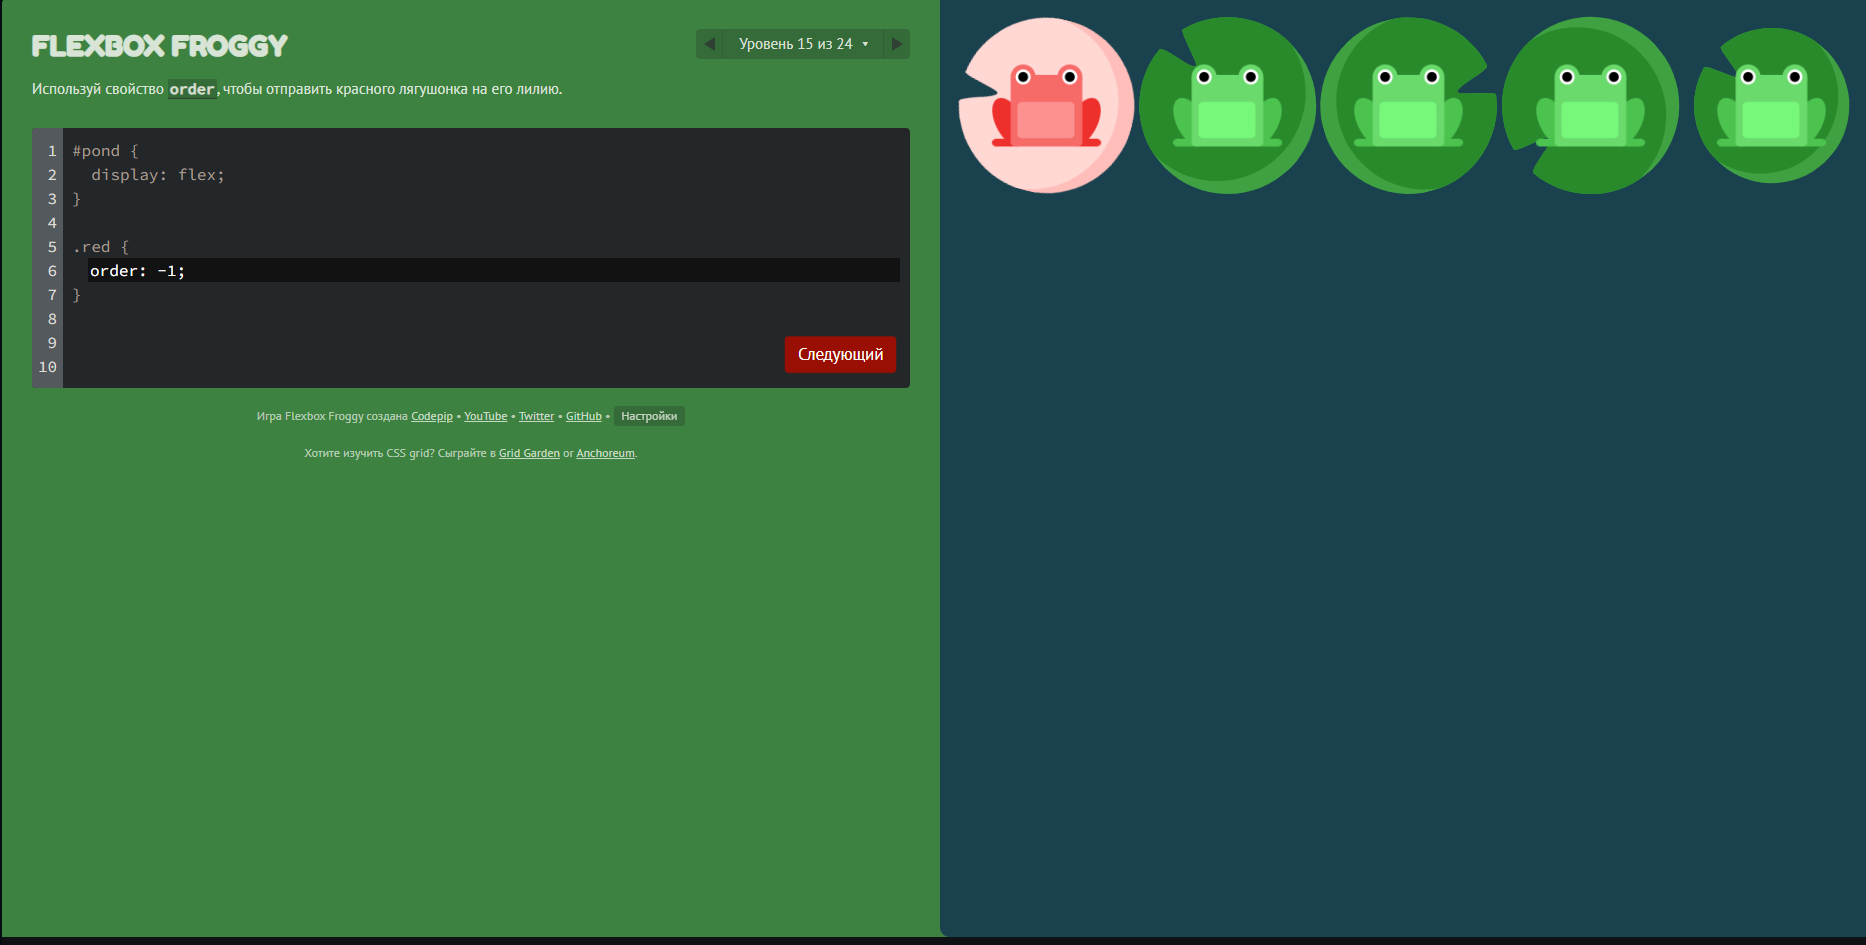 FLEXBOX FROGGY
Уровень 15 из 24 ▾
Используй свойство order, чтобы отправить красного лягушонка на его лилию.
1 #pond {
2 display: flex;
3 }
4
5 .red {
6 order: -1;
7 }
8
9
10
Следующий
Игра Flexbox Froggy создана Codepip • YouTube • Twitter • GitHub • Настройки
Хотите изучить CSS grid? Сыграйте в Grid Garden or Anchoreum.